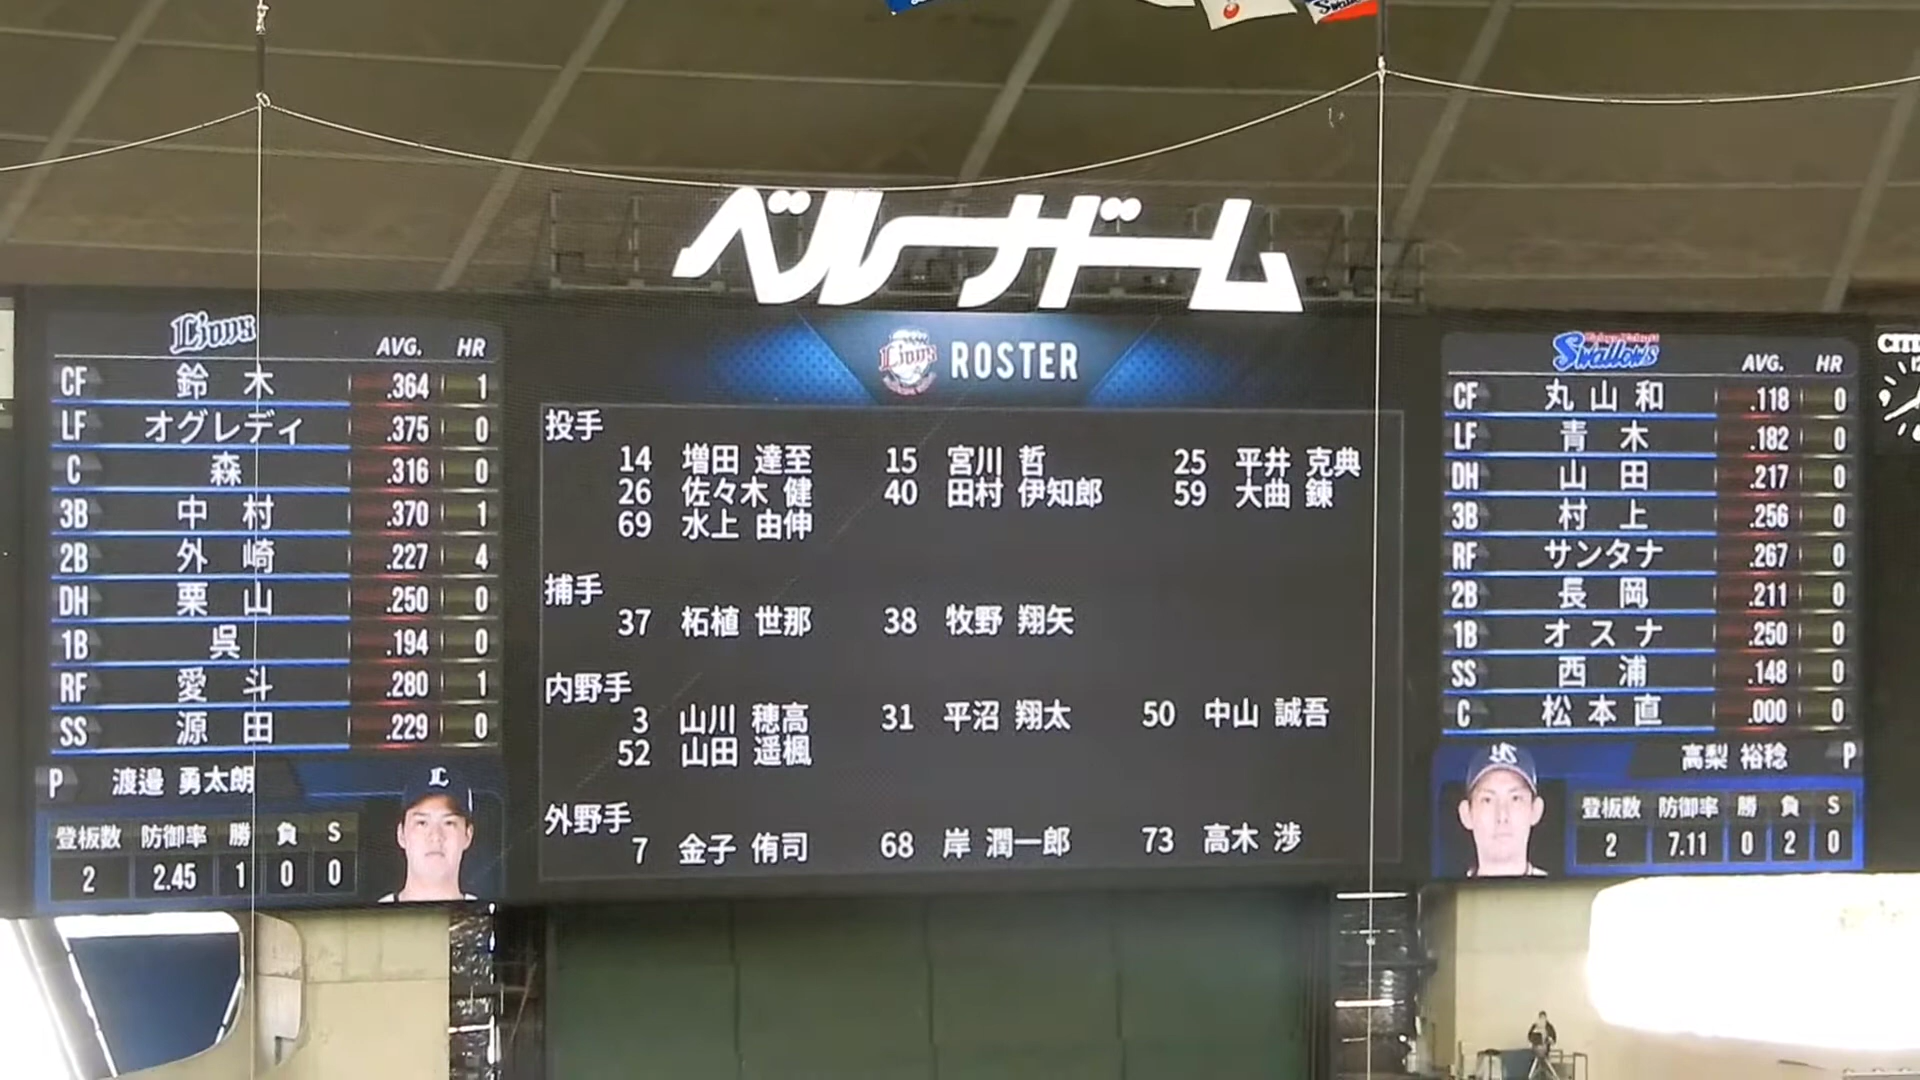 ベルーナドーム
Lions AVG. HR
CF 鈴木 .364 1
LF オグレディ .375 0
C 森 .316 0
3B 中村 .370 1
2B 外崎 .227 4
DH 栗山 .250 0
1B 呉 .194 0
RF 愛斗 .280 1
SS 源田 .229 0
P 渡邉 勇太朗
登板数 防御率 勝 負 S
2 2.45 1 0 0
Lions ROSTER
投手
14 増田 達至 15 宮川 哲 25 平井 克典
26 佐々木 健 40 田村 伊知郎 59 大曲 錬
69 水上 由伸
捕手
37 柘植 世那 38 牧野 翔矢
内野手
3 山川 穂高 31 平沼 翔太 50 中山 誠吾
52 山田 遥楓
外野手
7 金子 侑司 68 岸 潤一郎 73 高木 渉
Swallows AVG. HR
CF 丸山和 .118 0
LF 青木 .182 0
DH 山田 .217 0
3B 村上 .256 0
RF サンタナ .267 0
2B 長岡 .211 0
1B オスナ .250 0
SS 西浦 .148 0
C 松本直 .000 0
高梨 裕稔 P
登板数 防御率 勝 負 S
2 7.11 0 2 0